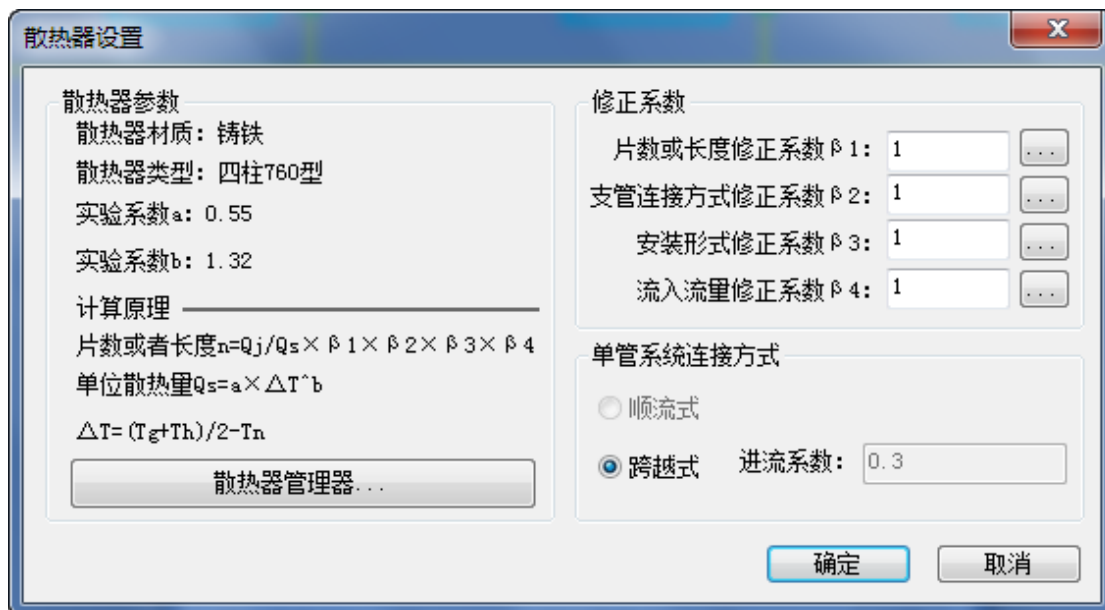 散热器设置
散热器参数
散热器材质：铸铁
散热器类型：四柱760型
实验系数a：0.55
实验系数b：1.32
计算原理
片数或者长度n=Qj/Qs×β1×β2×β3×β4
单位散热量Qs=a×△T^b
△T=(Tg+Th)/2-Tn
散热器管理器...
修正系数
片数或长度修正系数β1：1 ...
支管连接方式修正系数β2：1 ...
安装形式修正系数β3：1 ...
流入流量修正系数β4：1 ...
单管系统连接方式
顺流式
跨越式 进流系数：0.3
确定 取消